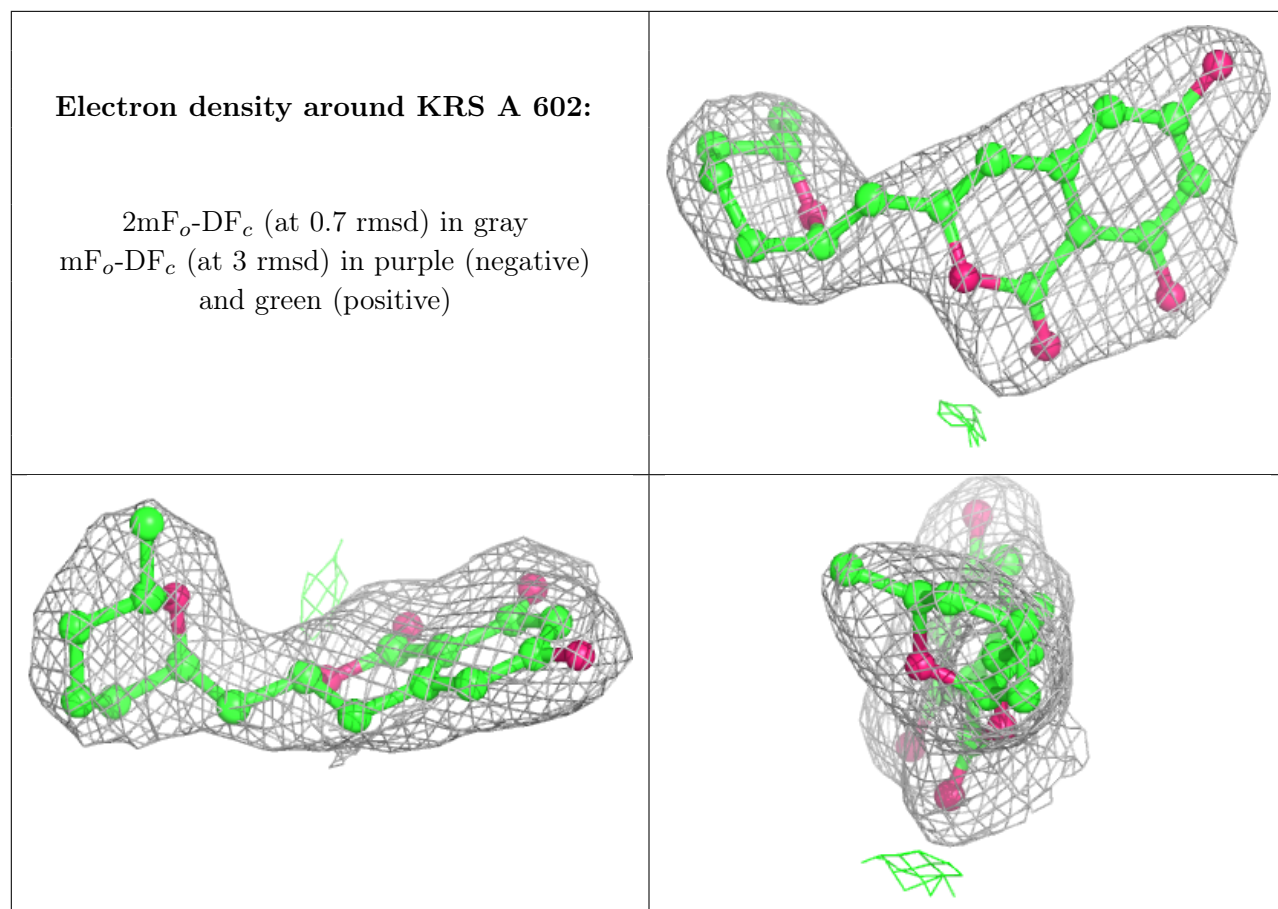 Electron density around KRS A 602:
2mFₒ-DF𝒸 (at 0.7 rmsd) in gray
mFₒ-DF𝒸 (at 3 rmsd) in purple (negative)
and green (positive)